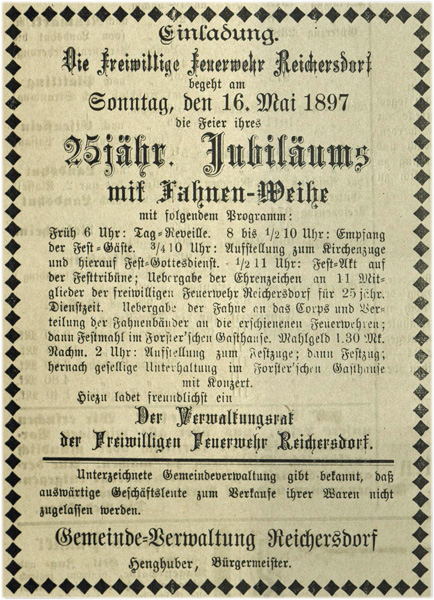 Einladung.
Die Freiwillige Feuerwehr Reichersdorf
begeht am
Sonntag, den 16. Mai 1897
die Feier ihres
25jähr. Jubiläums
mit Fahnen-Weihe
mit folgendem Programm:
Früh 6 Uhr: Tag-Reveille. 8 bis 1/2 10 Uhr: Empfang
der Fest-Gäste. 3/4 10 Uhr: Aufstellung zum Kirchenzuge
und hierauf Fest-Gottesdienst. 1/2 11 Uhr: Fest-Akt auf
der Festtribüne; Uebergabe der Ehrenzeichen an 11 Mit-
glieder der freiwilligen Feuerwehr Reichersdorf für 25 jähr.
Dienstzeit. Uebergabe der Fahne an das Corps und Ver-
teilung der Fahnenbänder an die erschienenen Feuerwehren;
dann Festmahl im Forster'schen Gasthause. Mahlgeld 1.30 Mk.
Nachm. 2 Uhr: Aufstellung zum Festzuge; dann Festzug;
hernach gesellige Unterhaltung im Forster'schen Gasthause
mit Konzert.
Hiezu ladet freundlichst ein
Der Verwaltungsrat
der Freiwilligen Feuerwehr Reichersdorf.
Unterzeichnete Gemeindeverwaltung gibt bekannt, daß
auswärtige Geschäftsleute zum Verkaufe ihrer Waren nicht
zugelassen werden.
Gemeinde-Verwaltung Reichersdorf
Henghuber, Bürgermeister.